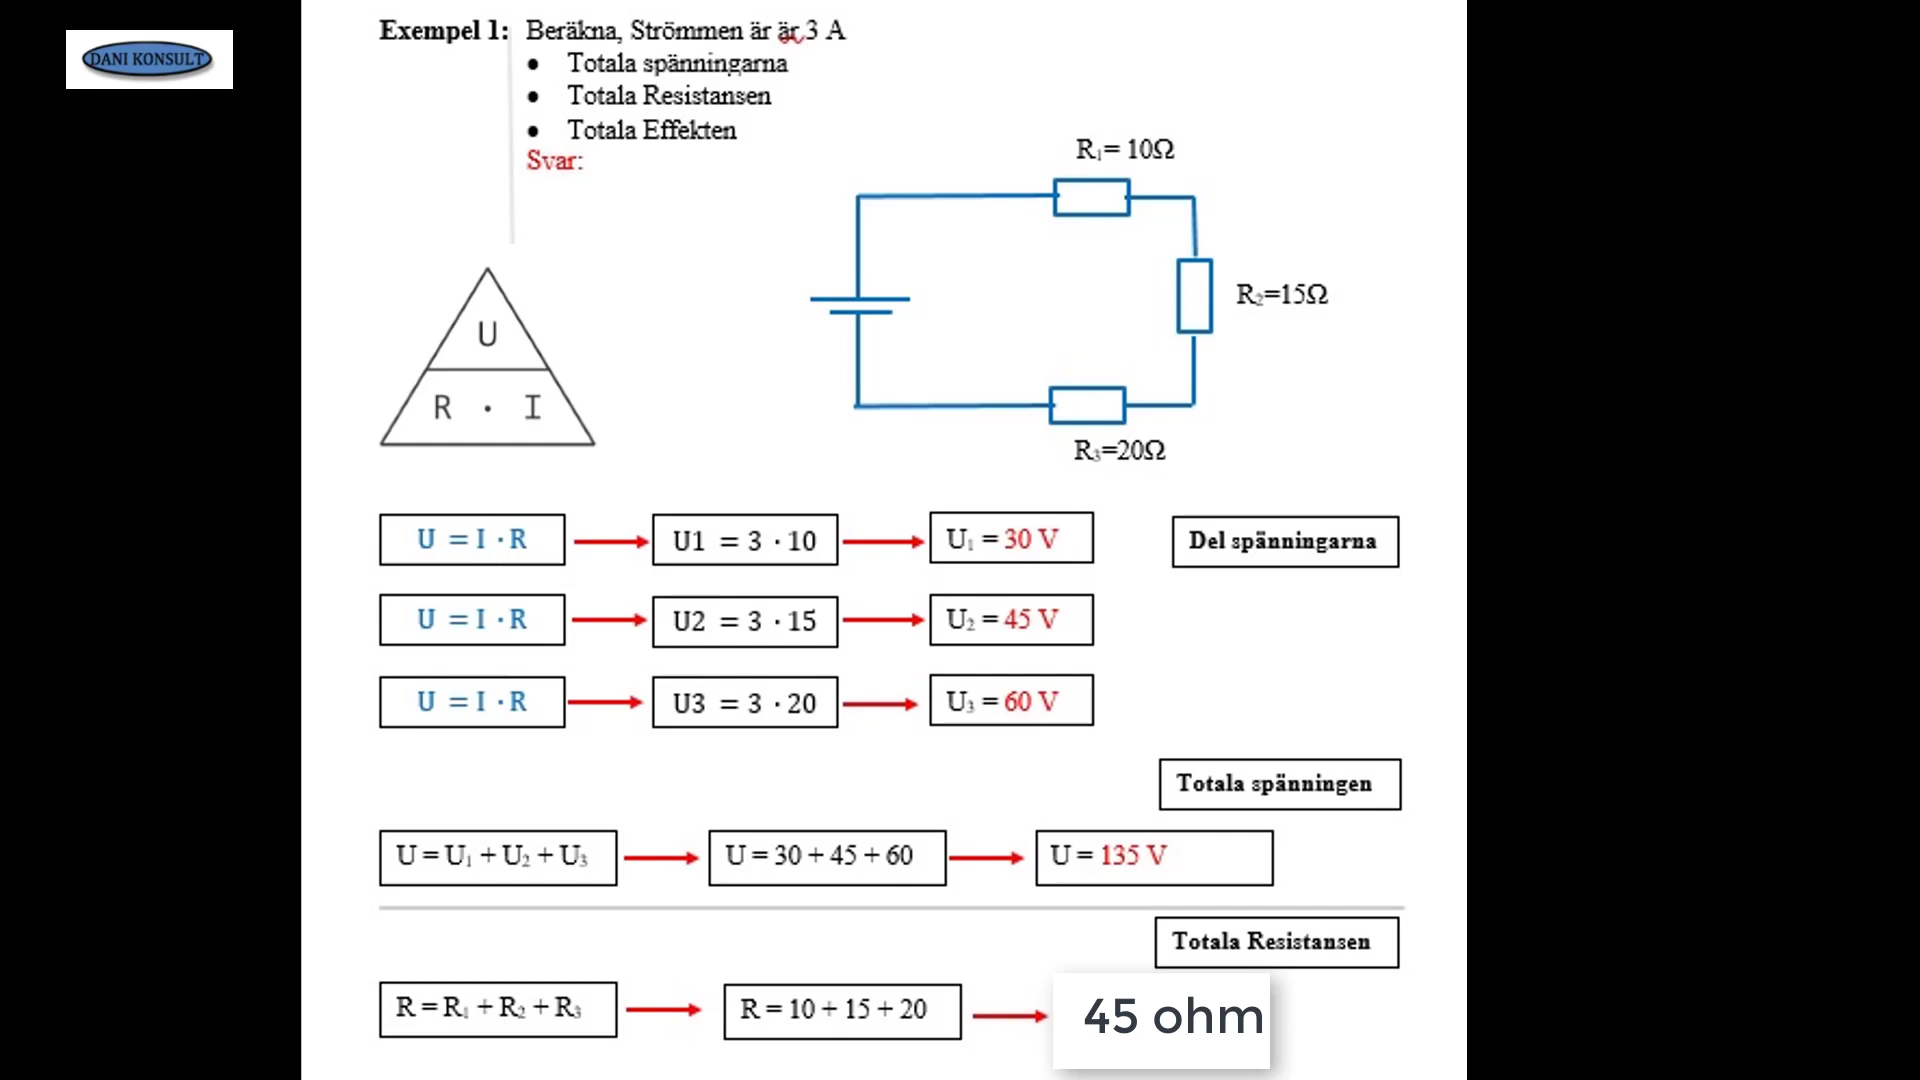 DANI KONSULT
Exempel 1: Beräkna, Strömmen är är 3 A
• Totala spänningarna
• Totala Resistansen
• Totala Effekten
Svar:
R₁= 10Ω
R₂=15Ω
R₃=20Ω
U
R · I
U = I · R U1 = 3 · 10 U₁ = 30 V Del spänningarna
U = I · R U2 = 3 · 15 U₂ = 45 V
U = I · R U3 = 3 · 20 U₃ = 60 V
Totala spänningen
U = U₁ + U₂ + U₃ U = 30 + 45 + 60 U = 135 V
Totala Resistansen
R = R₁ + R₂ + R₃ R = 10 + 15 + 20 45 ohm